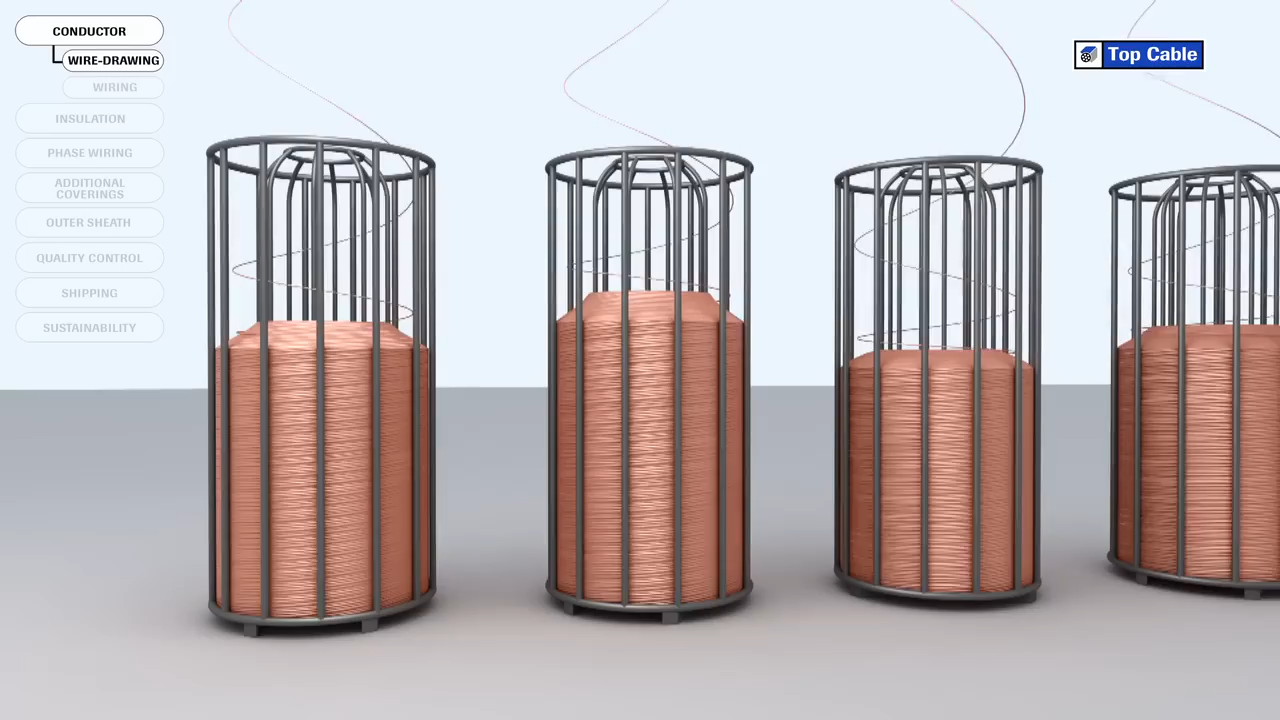 CONDUCTOR
WIRE-DRAWING
WIRING
INSULATION
PHASE WIRING
ADDITIONAL
COVERINGS
OUTER SHEATH
QUALITY CONTROL
SHIPPING
SUSTAINABILITY
Top Cable